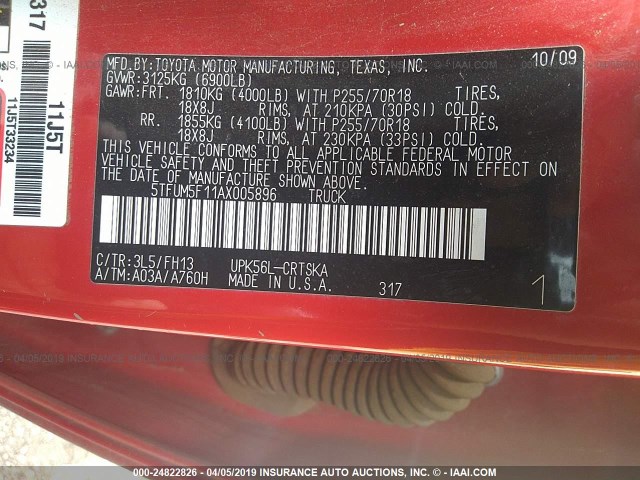 MFD.BY:TOYOTA MOTOR MANUFACTURING, TEXAS, INC. 10/09
GVWR:3125KG (6900LB)
GAWR:FRT. 1810KG (4000LB) WITH P255/70R18 TIRES,
18X8J RIMS, AT 210KPA (30PSI) COLD.
RR. 1855KG (4100LB) WITH P255/70R18 TIRES,
18X8J RIMS, AT 230KPA (33PSI) COLD.
THIS VEHICLE CONFORMS TO ALL APPLICABLE FEDERAL MOTOR
VEHICLE SAFETY AND THEFT PREVENTION STANDARDS IN EFFECT ON
THE DATE OF MANUFACTURE SHOWN ABOVE.
5TFUM5F11AX005896 TRUCK
C/TR:3L5/FH13 UPK56L-CRTSKA
A/TM:A03A/A760H MADE IN U.S.A. 317 1
317
11J5T
11J5T33234
000-24822826 - 04/05/2019 INSURANCE AUTO AUCTIONS, INC. - IAAI.COM